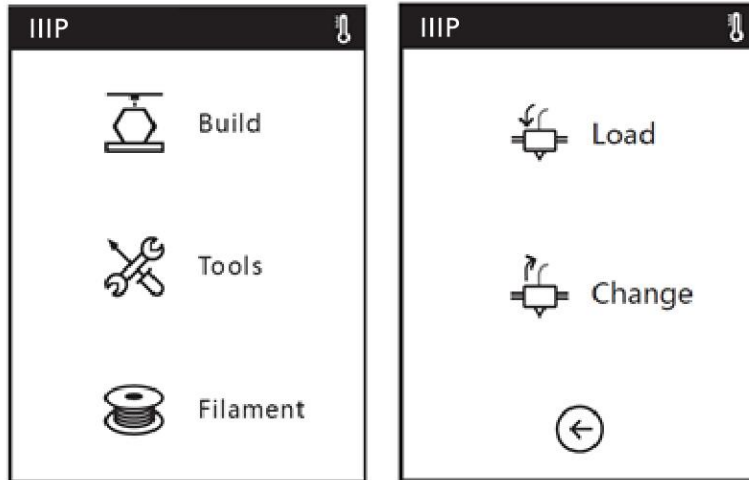 IIIP
Build
Tools
Filament
IIIP
Load
Change